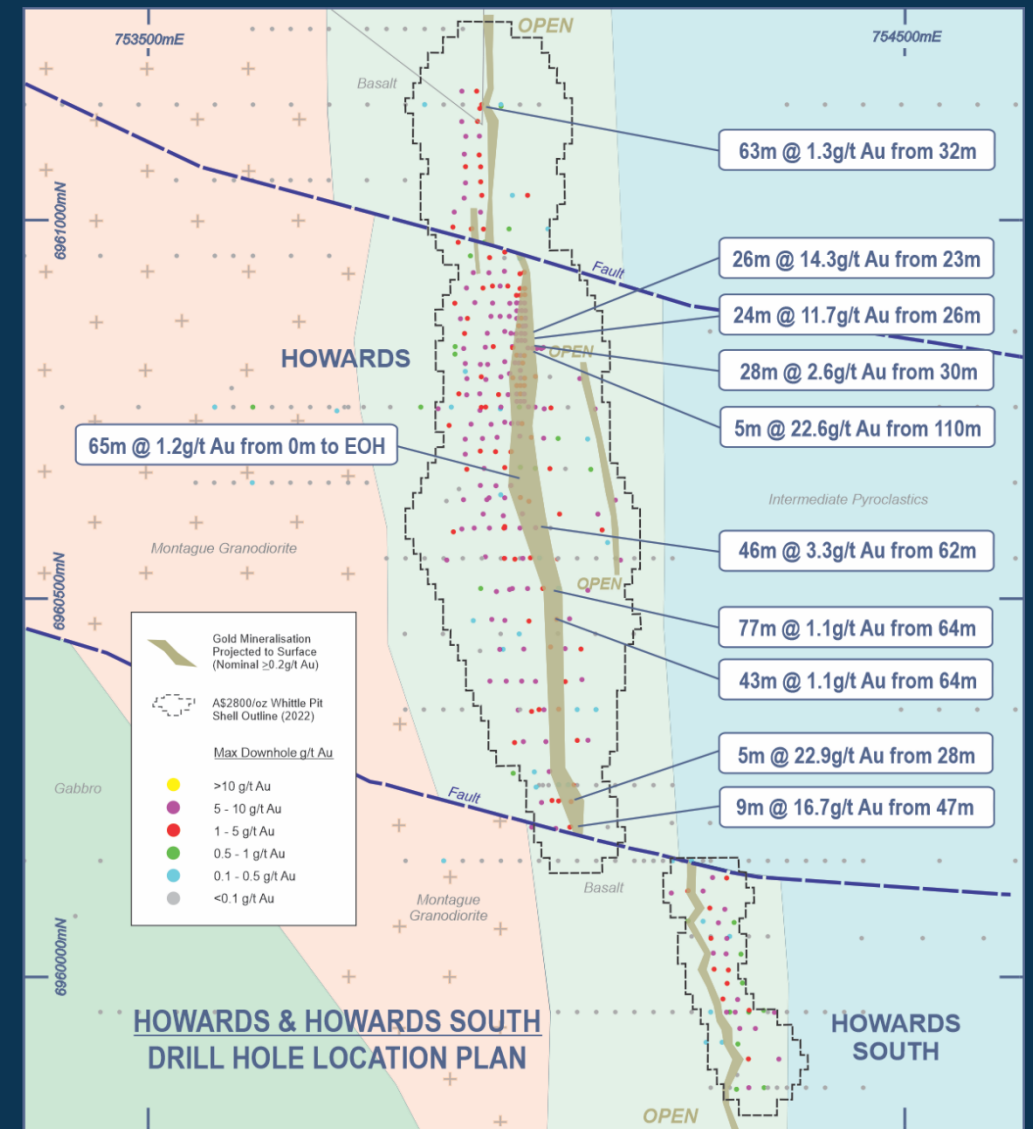 OPEN
753500mE
754500mE
Basalt
63m @ 1.3g/t Au from 32m
6961000mN
26m @ 14.3g/t Au from 23m
Fault
24m @ 11.7g/t Au from 26m
HOWARDS
OPEN
28m @ 2.6g/t Au from 30m
5m @ 22.6g/t Au from 110m
65m @ 1.2g/t Au from 0m to EOH
Intermediate Pyroclastics
Montague Granodiorite
46m @ 3.3g/t Au from 62m
OPEN
6960500mN
77m @ 1.1g/t Au from 64m
43m @ 1.1g/t Au from 64m
Gold Mineralisation
Projected to Surface
(Nominal ≥0.2g/t Au)
A$2800/oz Whittle Pit
Shell Outline (2022)
Max Downhole g/t Au
>10 g/t Au
5 - 10 g/t Au
1 - 5 g/t Au
0.5 - 1 g/t Au
0.1 - 0.5 g/t Au
<0.1 g/t Au
Gabbro
5m @ 22.9g/t Au from 28m
Fault
9m @ 16.7g/t Au from 47m
Basalt
Montague
Granodiorite
6960000mN
HOWARDS & HOWARDS SOUTH
DRILL HOLE LOCATION PLAN
HOWARDS
SOUTH
OPEN